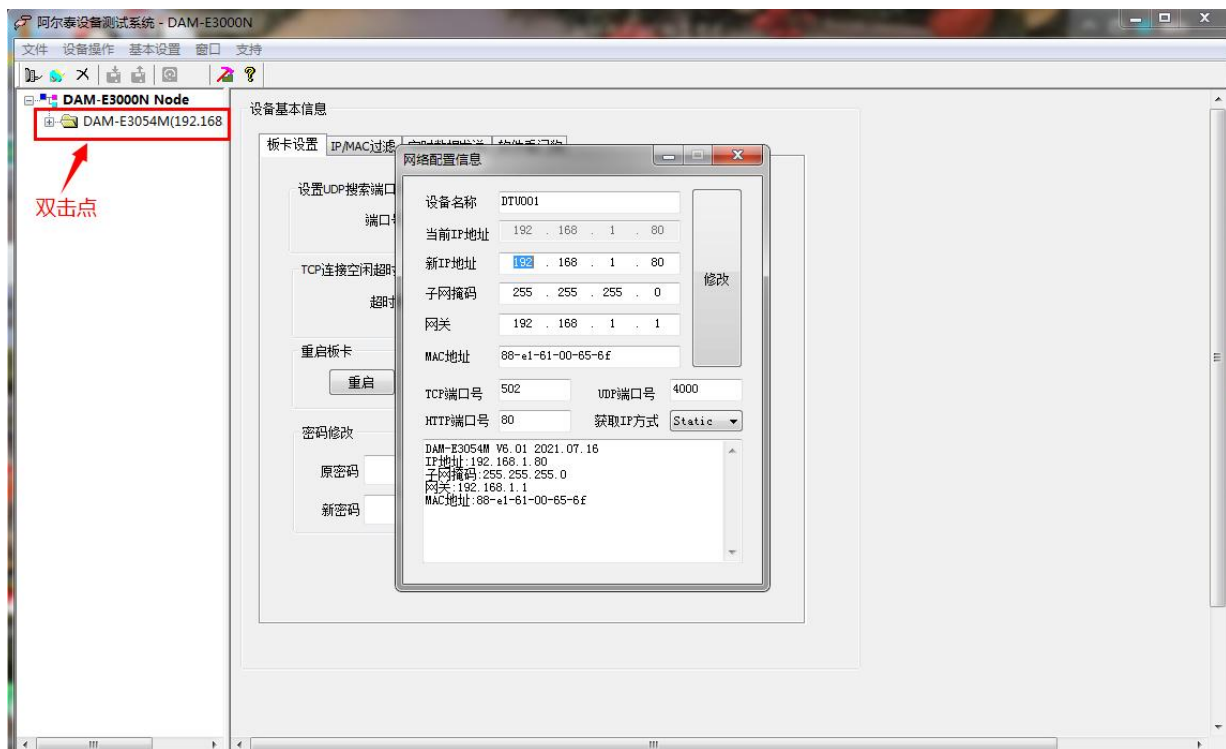 阿尔泰设备测试系统 - DAM-E3000N
文件 设备操作 基本设置 窗口 支持
DAM-E3000N Node
DAM-E3054M(192.168
双击点
设备基本信息
板卡设置 IP/MAC过滤
网络配置信息
设置UDP搜索端口
端口
TCP连接空闲超时
超时
重启板卡
重启
密码修改
原密码
新密码
设备名称 DTU001
当前IP地址 192 . 168 . 1 . 80
新IP地址 192 . 168 . 1 . 80
子网掩码 255 . 255 . 255 . 0
网关 192 . 168 . 1 . 1
MAC地址 88-e1-61-00-65-6f
修改
TCP端口号 502 UDP端口号 4000
HTTP端口号 80 获取IP方式 Static
DAM-E3054M V6.01 2021.07.16
IP地址:192.168.1.80
子网掩码:255.255.255.0
网关:192.168.1.1
MAC地址:88-e1-61-00-65-6f